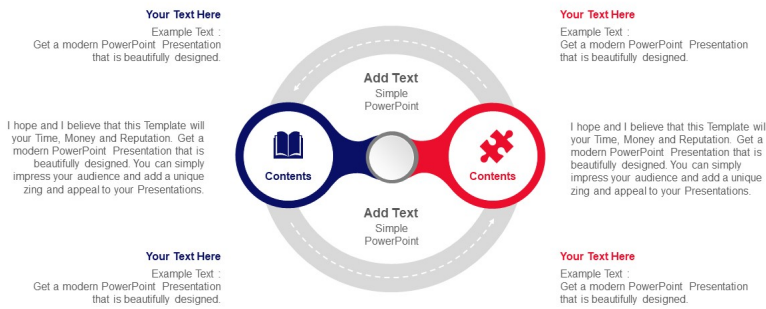 Your Text Here
Example Text :
Get a modern PowerPoint Presentation
that is beautifully designed.
I hope and I believe that this Template will
your Time, Money and Reputation. Get a
modern PowerPoint Presentation that is
beautifully designed. You can simply
impress your audience and add a unique
zing and appeal to your Presentations.
Your Text Here
Example Text :
Get a modern PowerPoint Presentation
that is beautifully designed.
Add Text
Simple
PowerPoint
Contents
Contents
Add Text
Simple
PowerPoint
Your Text Here
Example Text :
Get a modern PowerPoint Presentation
that is beautifully designed.
I hope and I believe that this Template wil
your Time, Money and Reputation. Get a
modern PowerPoint Presentation that is
beautifully designed. You can simply
impress your audience and add a unique
zing and appeal to your Presentations.
Your Text Here
Example Text :
Get a modern PowerPoint Presentation
that is beautifully designed.